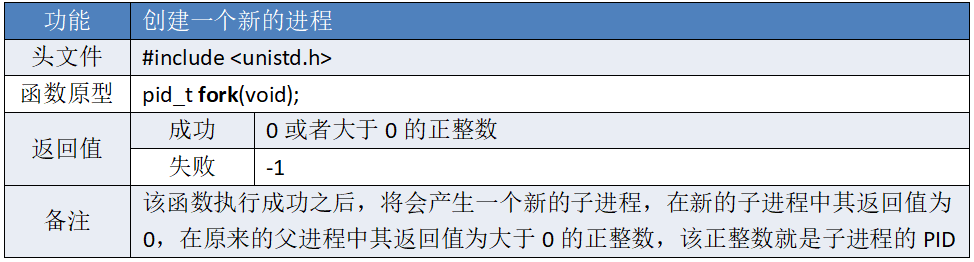 功能 创建一个新的进程
头文件 #include <unistd.h>
函数原型 pid_t fork(void);
返回值 成功 0 或者大于 0 的正整数
失败 -1
备注 该函数执行成功之后，将会产生一个新的子进程，在新的子进程中其返回值为
0，在原来的父进程中其返回值为大于 0 的正整数，该正整数就是子进程的 PID